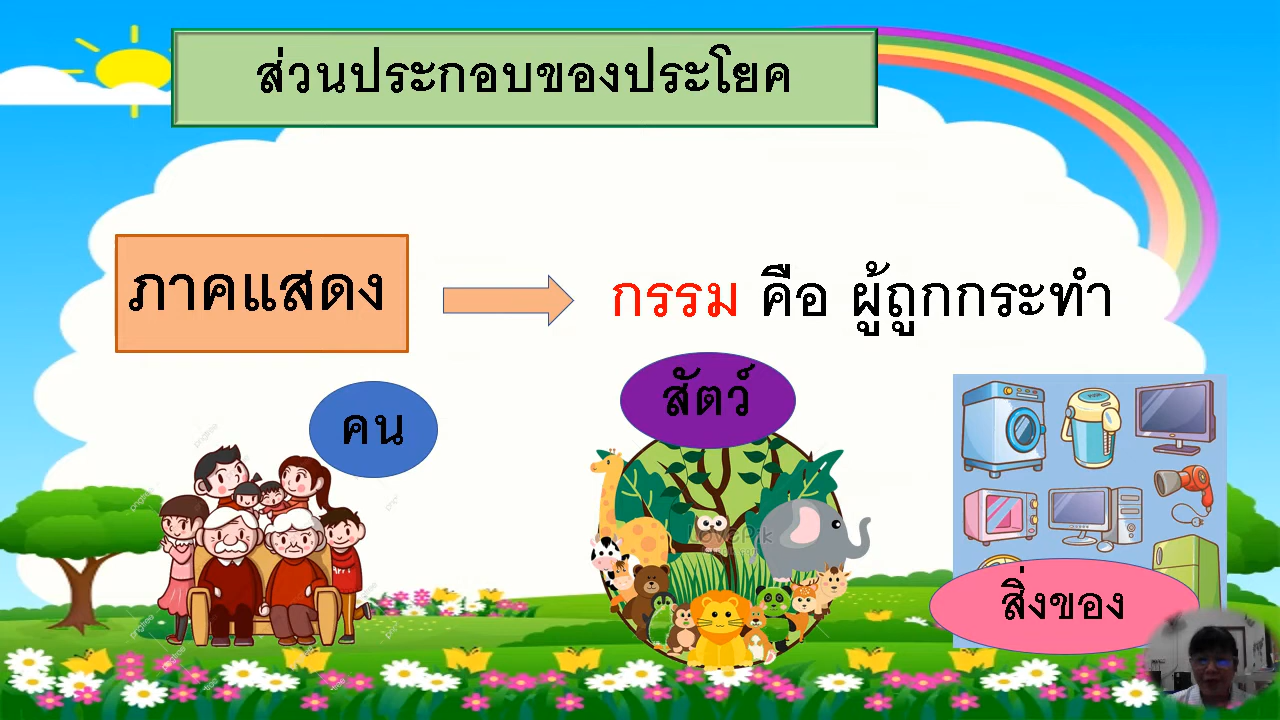 ส่วนประกอบของประโยค
ภาคแสดง
กรรม คือ ผู้ถูกกระทำ
คน
สัตว์
สิ่งของ
pngtree
lovePik